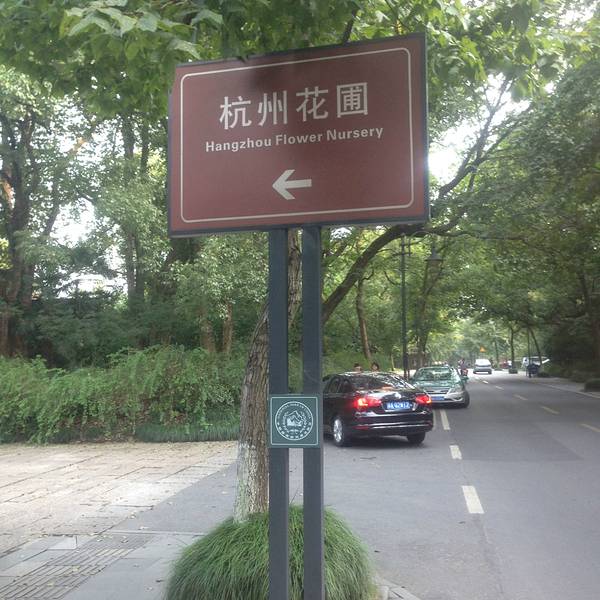 杭州花圃
Hangzhou Flower Nursery